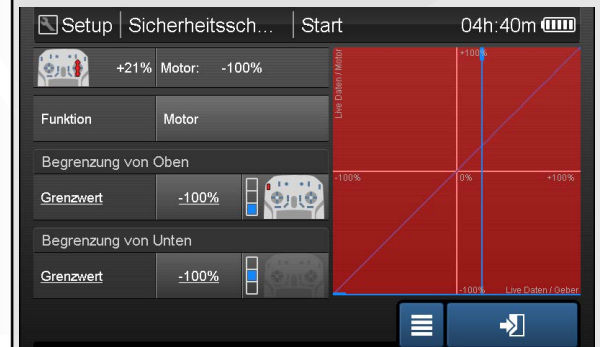 Setup Sicherheitssch... Start 04h:40m
+21% Motor: -100%
Funktion Motor
Begrenzung von Oben
Grenzwert -100%
Begrenzung von Unten
Grenzwert -100%
Live Daten / Motor
+100%
-100% 0% +100%
-100% Live Daten / Geber